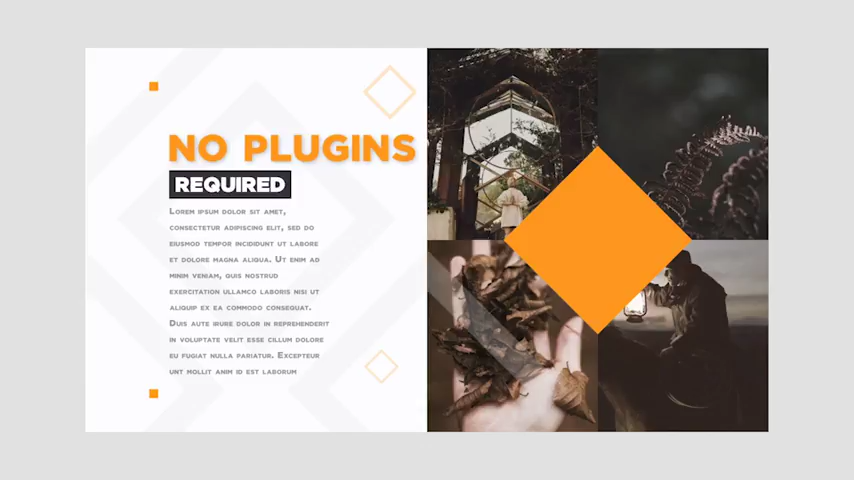 NO PLUGINS
REQUIRED
Lorem ipsum dolor sit amet,
consectetur adipiscing elit, sed do
eiusmod tempor incididunt ut labore
et dolore magna aliqua. Ut enim ad
minim veniam, quis nostrud
exercitation ullamco laboris nisi ut
aliquip ex ea commodo consequat.
Duis aute irure dolor in reprehenderit
in voluptate velit esse cillum dolore
eu fugiat nulla pariatur. Excepteur
unt mollit anim id est laborum